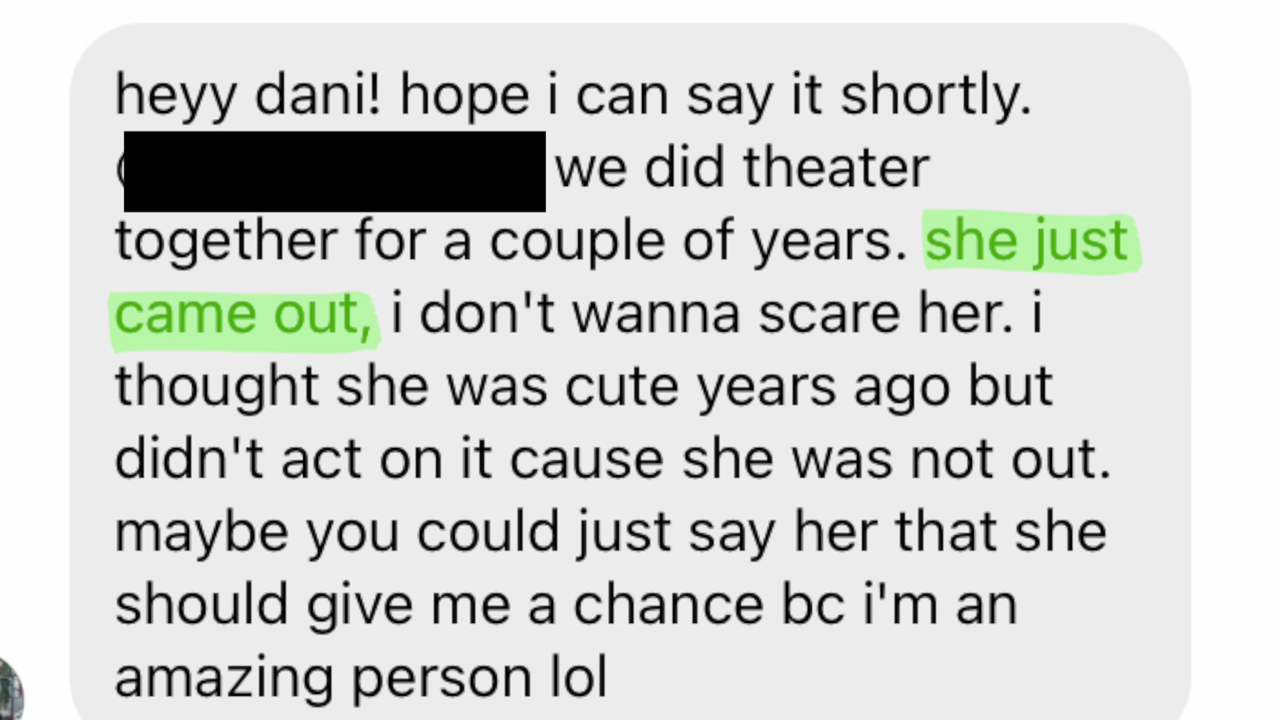 heyy dani! hope i can say it shortly.
we did theater
together for a couple of years. she just
came out, i don't wanna scare her. i
thought she was cute years ago but
didn't act on it cause she was not out.
maybe you could just say her that she
should give me a chance bc i'm an
amazing person lol